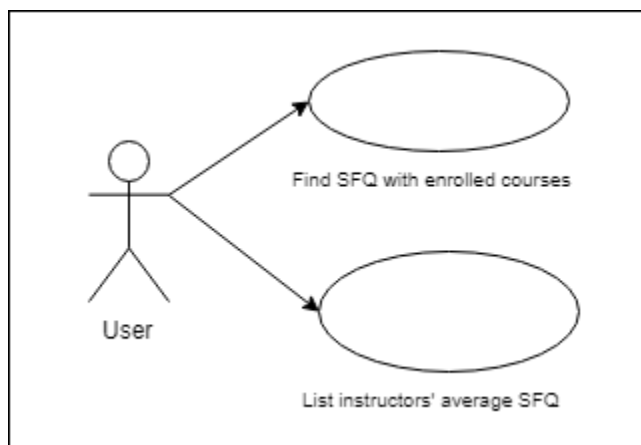 Find SFQ with enrolled courses
User
List instructors' average SFQ